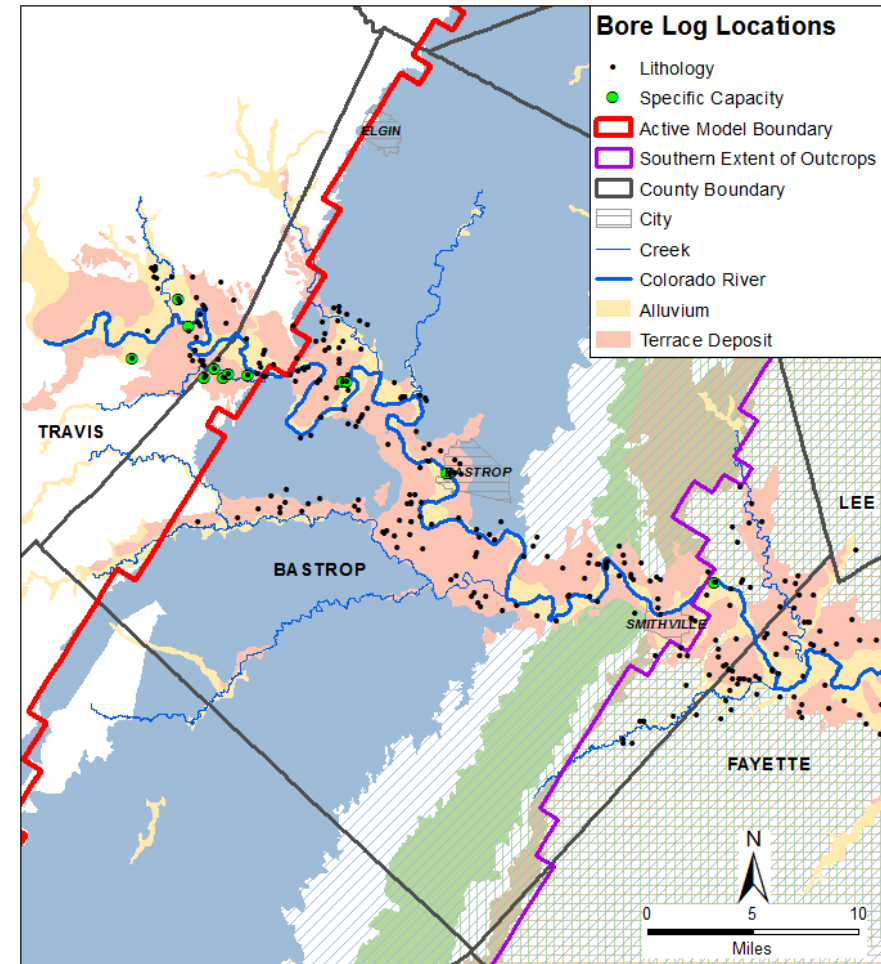 Bore Log Locations
Lithology
Specific Capacity
Active Model Boundary
Southern Extent of Outcrops
County Boundary
City
Creek
Colorado River
Alluvium
Terrace Deposit
ELGIN
TRAVIS
BASTROP
LEE
BASTROP
SMITHVILLE
FAYETTE
N
0 5 10
Miles